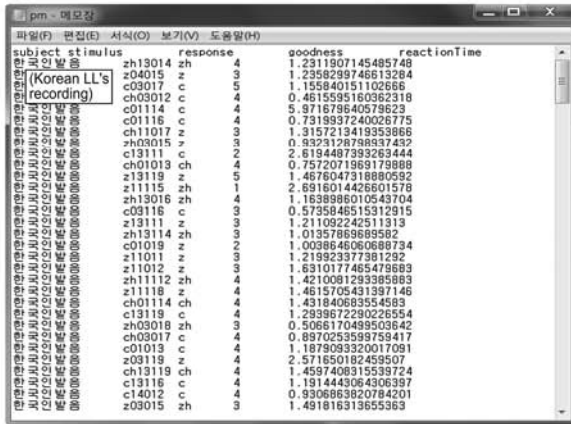 pm - 메모장
파일(F) 편집(E) 서식(O) 보기(V) 도움말(H)
subject stimulus response goodness reactionTime
한국인발음 zh13014 zh 4 1.2311907145485748
한 z04015 z 3 1.2358299746613284
한 (Korean LL's c03017 c 5 1.155840151102666
한 recording) ch03012 c 4 0.4615595160362318
한국인발음 c01114 c 4 5.971679640579623
한국인발음 c01116 c 4 0.7319937240026775
한국인발음 ch11017 z 3 1.3157213419353866
한국인발음 zh03015 z 3 0.9323128798937432
한국인발음 c13111 c 2 2.6194487393263444
한국인발음 ch01013 ch 4 0.7572071969179888
한국인발음 z13119 z 5 1.4676047318880592
한국인발음 z11115 zh 1 2.6916014426601578
한국인발음 zh13016 zh 4 1.1638986010543704
한국인발음 c03116 c 3 0.5735846515312915
한국인발음 z13111 z 3 1.211092242511313
한국인발음 zh13114 zh 3 1.01357869689582
한국인발음 c01019 z 2 1.0038646060688734
한국인발음 z11011 z 3 1.219923377381292
한국인발음 z11012 z 3 1.6310177465479683
한국인발음 zh11112 zh 4 1.4210081293385883
한국인발음 z11118 z 4 1.4615705431397146
한국인발음 ch01114 ch 4 1.431840683554583
한국인발음 c13119 c 4 1.2939672290226554
한국인발음 zh03018 zh 3 0.5066170499503642
한국인발음 ch03017 c 4 0.8970253599759417
한국인발음 c01013 c 4 1.1879093320017091
한국인발음 z03119 z 4 2.571650182459507
한국인발음 ch13119 ch 4 1.4597408315539724
한국인발음 c13116 c 4 1.1914443064306397
한국인발음 c14012 c 4 0.9306863820784201
한국인발음 z03015 zh 3 1.491816313655363